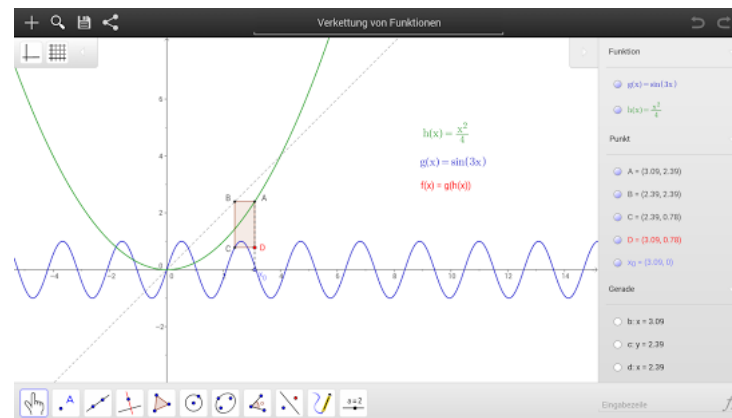 Verkettung von Funktionen
Funktion
g(x) = sin(3x)
h(x) = x²/4
Punkt
A = (3.09, 2.39)
B = (2.39, 2.39)
C = (2.39, 0.78)
D = (3.09, 0.78)
x₀ = (3.09, 0)
Gerade
b: x = 3.09
c: y = 2.39
d: x = 2.39
Eingabezeile
h(x) = x²/4
g(x) = sin(3x)
f(x) = g(h(x))
B A
C D
6
4
2
0
-4 -2 0 4 6 8 10 12 14
-2
A
a=2